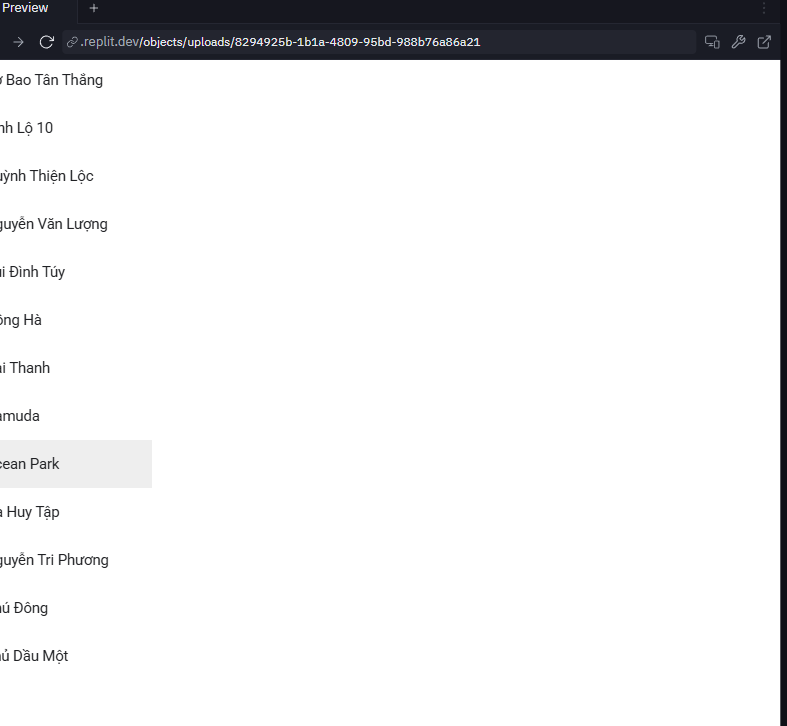 Preview
.replit.dev/objects/uploads/8294925b-1b1a-4809-95bd-988b76a86a21
Bao Tân Thắng
nh Lộ 10
ỳnh Thiện Lộc
guyễn Văn Lượng
i Đình Túy
ông Hà
i Thanh
amuda
cean Park
Huy Tập
guyễn Tri Phương
ú Đông
ủ Dầu Một